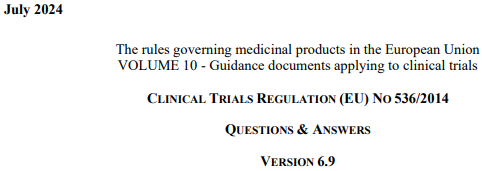 July 2024
The rules governing medicinal products in the European Union
VOLUME 10 - Guidance documents applying to clinical trials
CLINICAL TRIALS REGULATION (EU) NO 536/2014
QUESTIONS & ANSWERS
VERSION 6.9